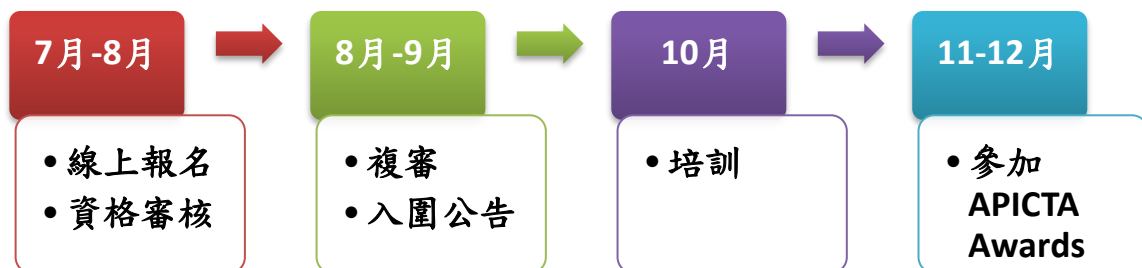 7月-8月
• 線上報名
• 資格審核
8月-9月
• 複審
• 入圍公告
10月
• 培訓
11-12月
• 參加
APICTA
Awards